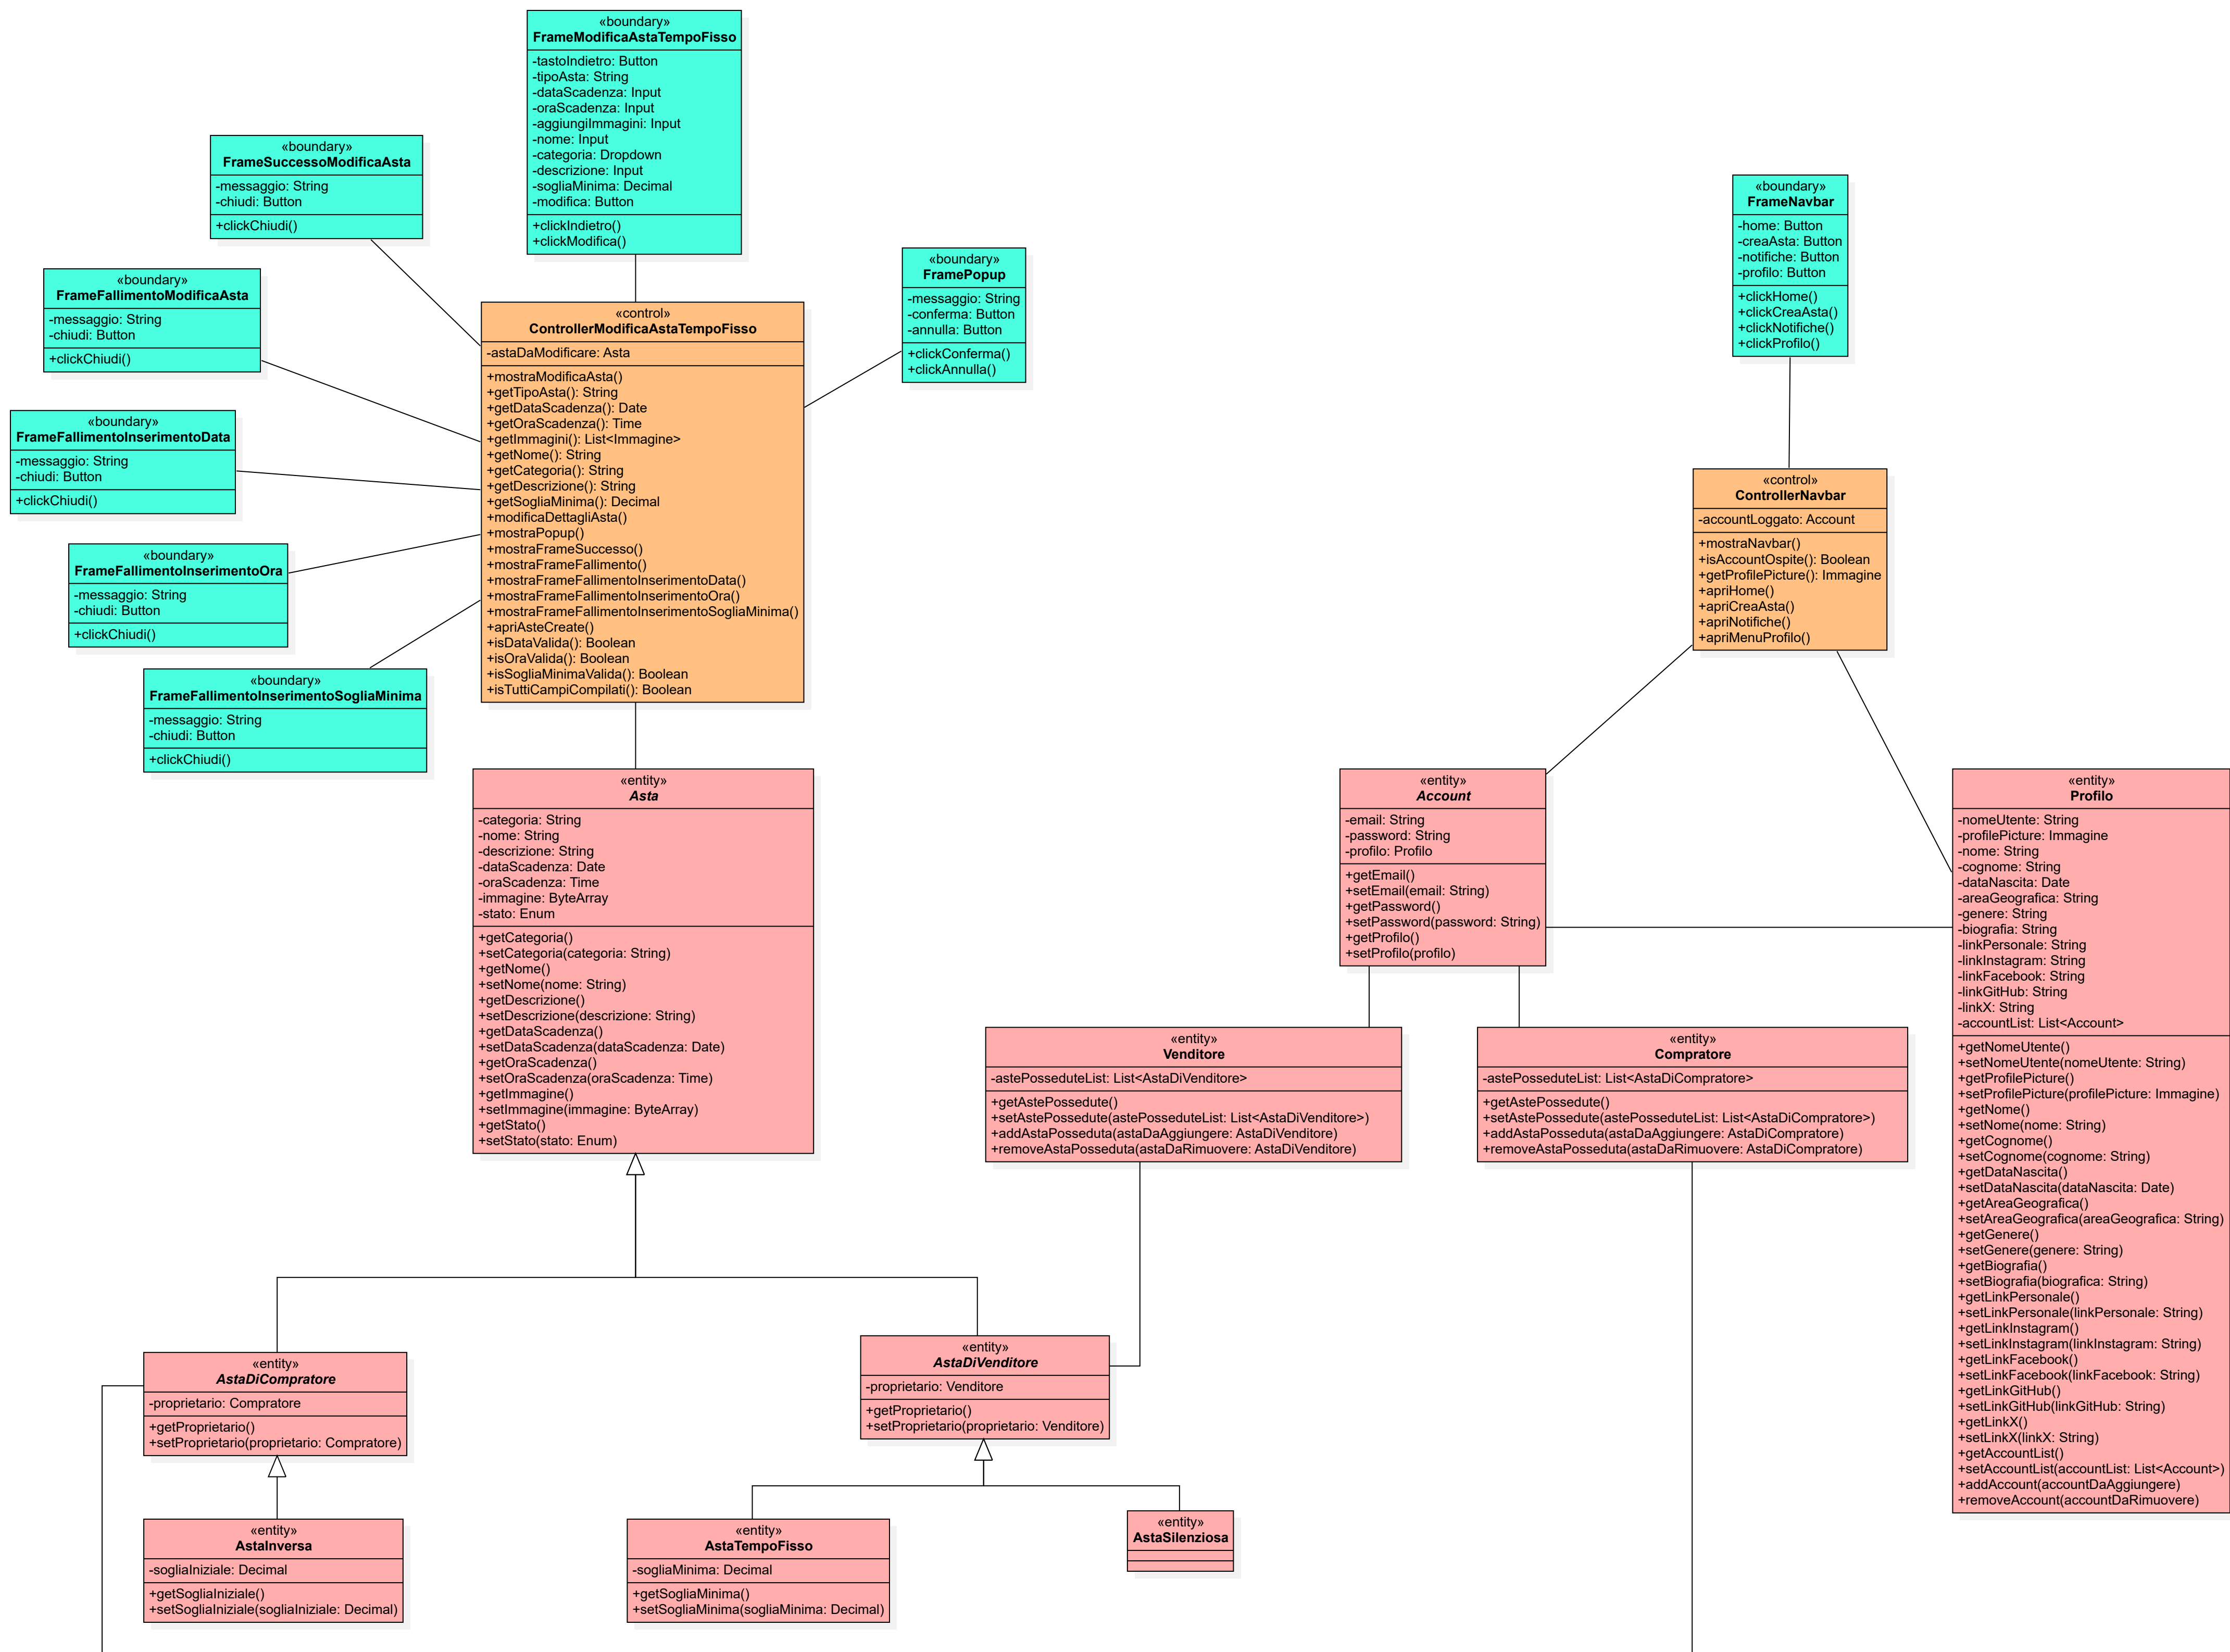 «boundary»
FrameModificaAstaTempoFisso
-tastoIndietro: Button
-tipoAsta: String
-dataScadenza: Input
-oraScadenza: Input
-aggiungiImmagini: Input
-nome: Input
-categoria: Dropdown
-descrizione: Input
-sogliaMinima: Decimal
-modifica: Button
+clickIndietro()
+clickModifica()
«boundary»
FrameSuccessoModificaAsta
-messaggio: String
-chiudi: Button
+clickChiudi()
«boundary»
FrameNavbar
-home: Button
-creaAsta: Button
-notifiche: Button
-profilo: Button
+clickHome()
+clickCreaAsta()
+clickNotifiche()
+clickProfilo()
«boundary»
FramePopup
-messaggio: String
-conferma: Button
-annulla: Button
+clickConferma()
+clickAnnulla()
«boundary»
FrameFallimentoModificaAsta
-messaggio: String
-chiudi: Button
+clickChiudi()
«control»
ControllerModificaAstaTempoFisso
-astaDaModificare: Asta
+mostraModificaAsta()
+getTipoAsta(): String
+getDataScadenza(): Date
+getOraScadenza(): Time
+getImmagini(): List<Immagine>
+getNome(): String
+getCategoria(): String
+getDescrizione(): String
+getSogliaMinima(): Decimal
+modificaDettagliAsta()
+mostraPopup()
+mostraFrameSuccesso()
+mostraFrameFallimento()
+mostraFrameFallimentoInserimentoData()
+mostraFrameFallimentoInserimentoOra()
+mostraFrameFallimentoInserimentoSogliaMinima()
+apriAsteCreate()
+isDataValida(): Boolean
+isOraValida(): Boolean
+isSogliaMinimaValida(): Boolean
+isTuttiCampiCompilati(): Boolean
«boundary»
FrameFallimentoInserimentoData
-messaggio: String
-chiudi: Button
+clickChiudi()
«control»
ControllerNavbar
-accountLoggato: Account
+mostraNavbar()
+isAccountOspite(): Boolean
+getProfilePicture(): Immagine
+apriHome()
+apriCreaAsta()
+apriNotifiche()
+apriMenuProfilo()
«boundary»
FrameFallimentoInserimentoOra
-messaggio: String
-chiudi: Button
+clickChiudi()
«boundary»
FrameFallimentoInserimentoSogliaMinima
-messaggio: String
-chiudi: Button
+clickChiudi()
«entity»
Asta
-categoria: String
-nome: String
-descrizione: String
-dataScadenza: Date
-oraScadenza: Time
-immagine: ByteArray
-stato: Enum
+getCategoria()
+setCategoria(categoria: String)
+getNome()
+setNome(nome: String)
+getDescrizione()
+setDescrizione(descrizione: String)
+getDataScadenza()
+setDataScadenza(dataScadenza: Date)
+getOraScadenza()
+setOraScadenza(oraScadenza: Time)
+getImmagine()
+setImmagine(immagine: ByteArray)
+getStato()
+setStato(stato: Enum)
«entity»
Account
-email: String
-password: String
-profilo: Profilo
+getEmail()
+setEmail(email: String)
+getPassword()
+setPassword(password: String)
+getProfilo()
+setProfilo(profilo)
«entity»
Profilo
-nomeUtente: String
-profilePicture: Immagine
-nome: String
-cognome: String
-dataNascita: Date
-areaGeografica: String
-genere: String
-biografia: String
-linkPersonale: String
-linkInstagram: String
-linkFacebook: String
-linkGitHub: String
-linkX: String
-accountList: List<Account>
+getNomeUtente()
+setNomeUtente(nomeUtente: String)
+getProfilePicture()
+setProfilePicture(profilePicture: Immagine)
+getNome()
+setNome(nome: String)
+getCognome()
+setCognome(cognome: String)
+getDataNascita()
+setDataNascita(dataNascita: Date)
+getAreaGeografica()
+setAreaGeografica(areaGeografica: String)
+getGenere()
+setGenere(genere: String)
+getBiografia()
+setBiografia(biografica: String)
+getLinkPersonale()
+setLinkPersonale(linkPersonale: String)
+getLinkInstagram()
+setLinkInstagram(linkInstagram: String)
+getLinkFacebook()
+setLinkFacebook(linkFacebook: String)
+getLinkGitHub()
+setLinkGitHub(linkGitHub: String)
+getLinkX()
+setLinkX(linkX: String)
+getAccountList()
+setAccountList(accountList: List<Account>)
+addAccount(accountDaAggiungere)
+removeAccount(accountDaRimuovere)
«entity»
Venditore
-astePosseduteList: List<AstaDiVenditore>
+getAstePossedute()
+setAstePossedute(astePosseduteList: List<AstaDiVenditore>)
+addAstaPosseduta(astaDaAggiungere: AstaDiVenditore)
+removeAstaPosseduta(astaDaRimuovere: AstaDiVenditore)
«entity»
Compratore
-astePosseduteList: List<AstaDiCompratore>
+getAstePossedute()
+setAstePossedute(astePosseduteList: List<AstaDiCompratore>)
+addAstaPosseduta(astaDaAggiungere: AstaDiCompratore)
+removeAstaPosseduta(astaDaRimuovere: AstaDiCompratore)
«entity»
AstaDiCompratore
-proprietario: Compratore
+getProprietario()
+setProprietario(proprietario: Compratore)
«entity»
AstaDiVenditore
-proprietario: Venditore
+getProprietario()
+setProprietario(proprietario: Venditore)
«entity»
AstaInversa
-sogliaIniziale: Decimal
+getSogliaIniziale()
+setSogliaIniziale(sogliaIniziale: Decimal)
«entity»
AstaTempoFisso
-sogliaMinima: Decimal
+getSogliaMinima()
+setSogliaMinima(sogliaMinima: Decimal)
«entity»
AstaSilenziosa